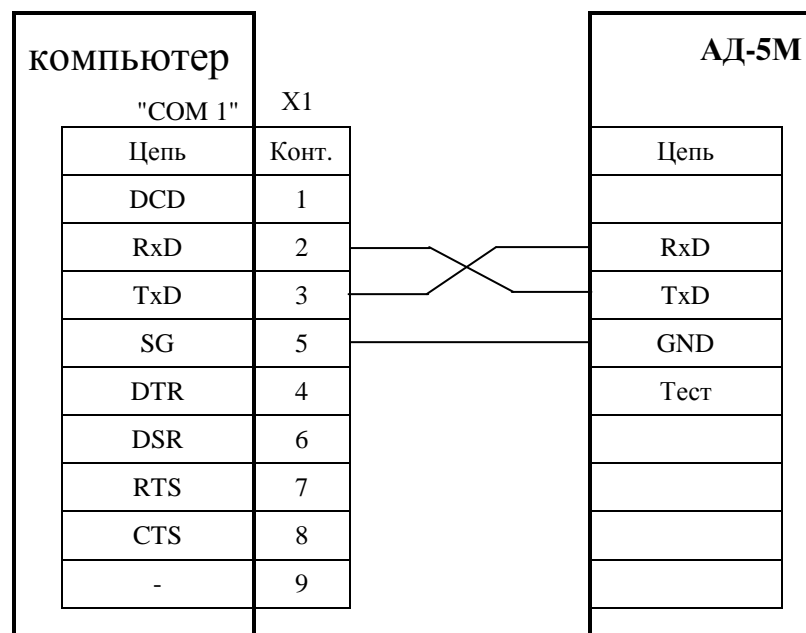 компьютер АД-5М
"COM 1" X1
Цепь Конт. Цепь
DCD 1
RxD 2 RxD
TxD 3 TxD
SG 5 GND
DTR 4 Тест
DSR 6
RTS 7
CTS 8
- 9